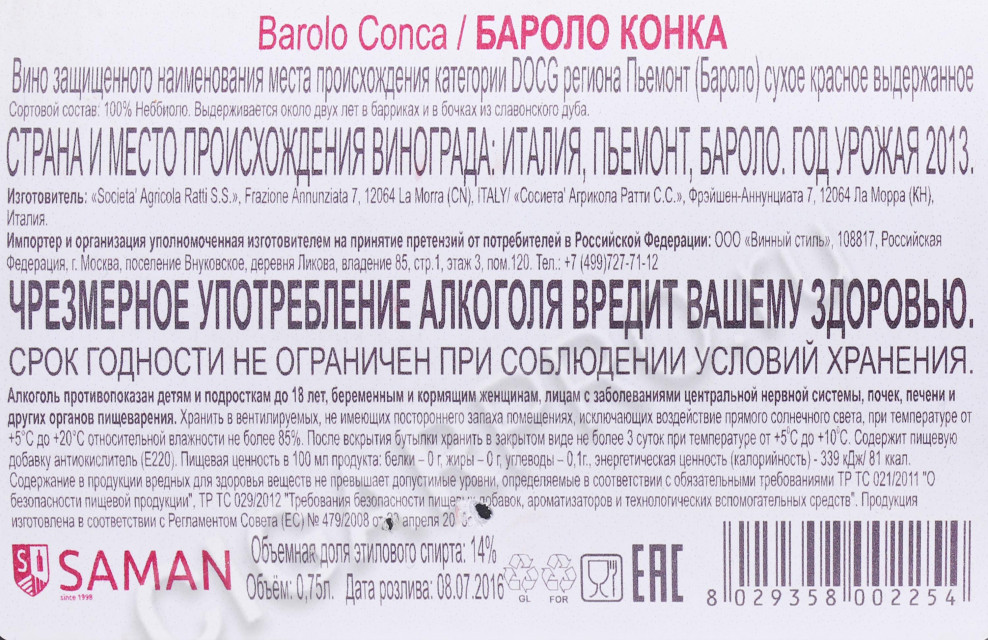 Barolo Conca / БАРОЛО КОНКА
Вино защищенного наименования места происхождения категории DOCG региона Пьемонт (Бароло) сухое красное выдержанное
Сортовой состав: 100% Неббиоло. Выдерживается около двух лет в барриках и в бочках из славонского дуба.
СТРАНА И МЕСТО ПРОИСХОЖДЕНИЯ ВИНОГРАДА: ИТАЛИЯ, ПЬЕМОНТ, БАРОЛО. ГОД УРОЖАЯ 2013.
Изготовитель: «Societa' Agricola Ratti S.S.», Frazione Annunziata 7, 12064 La Morra (CN), ITALY/ «Сосиета' Агрикола Ратти С.С.», Фрэйшен-Аннунциата 7, 12064 Ла Морра (КН),
Италия.
Импортер и организация уполномоченная изготовителем на принятие претензий от потребителей в Российской Федерации: ООО «Винный стиль», 108817, Российская
Федерация, г. Москва, поселение Внуковское, деревня Ликова, владение 85, стр.1, этаж 3, пом.120. Тел.: +7 (499)727-71-12
ЧРЕЗМЕРНОЕ УПОТРЕБЛЕНИЕ АЛКОГОЛЯ ВРЕДИТ ВАШЕМУ ЗДОРОВЬЮ.
СРОК ГОДНОСТИ НЕ ОГРАНИЧЕН ПРИ СОБЛЮДЕНИИ УСЛОВИЙ ХРАНЕНИЯ.
Алкоголь противопоказан детям и подросткам до 18 лет, беременным и кормящим женщинам, лицам с заболеваниями центральной нервной системы, почек, печени и
других органов пищеварения. Хранить в вентилируемых, не имеющих постороннего запаха помещениях, исключающих воздействие прямого солнечного света, при температуре от
+5°С до +20°С относительной влажности не более 85%. После вскрытия бутылки хранить в закрытом виде не более 3 суток при температуре от +5°С до +10°С. Содержит пищевую
добавку антиокислитель (Е220). Пищевая ценность в 100 мл продукта: белки – 0 г, жиры – 0 г, углеводы – 0,1г., энергетическая ценность (калорийность) - 339 кДж/ 81 ккал.
Содержание в продукции вредных для здоровья веществ не превышает допустимые уровни, определяемые в соответствии с обязательными требованиями ТР ТС 021/2011 "О
безопасности пищевой продукции", ТР ТС 029/2012 "Требования безопасности пищевых добавок, ароматизаторов и технологических вспомогательных средств". Продукция
изготовлена в соответствии с Регламентом Совета (ЕС) № 479/2008 от апреля
SAMAN
since 1998
Объемная доля этилового спирта: 14%
Объём: 0,75л. Дата розлива: 08.07.2016
GL FOR
EAC
8 029358 002254
CIGARPRO.ru